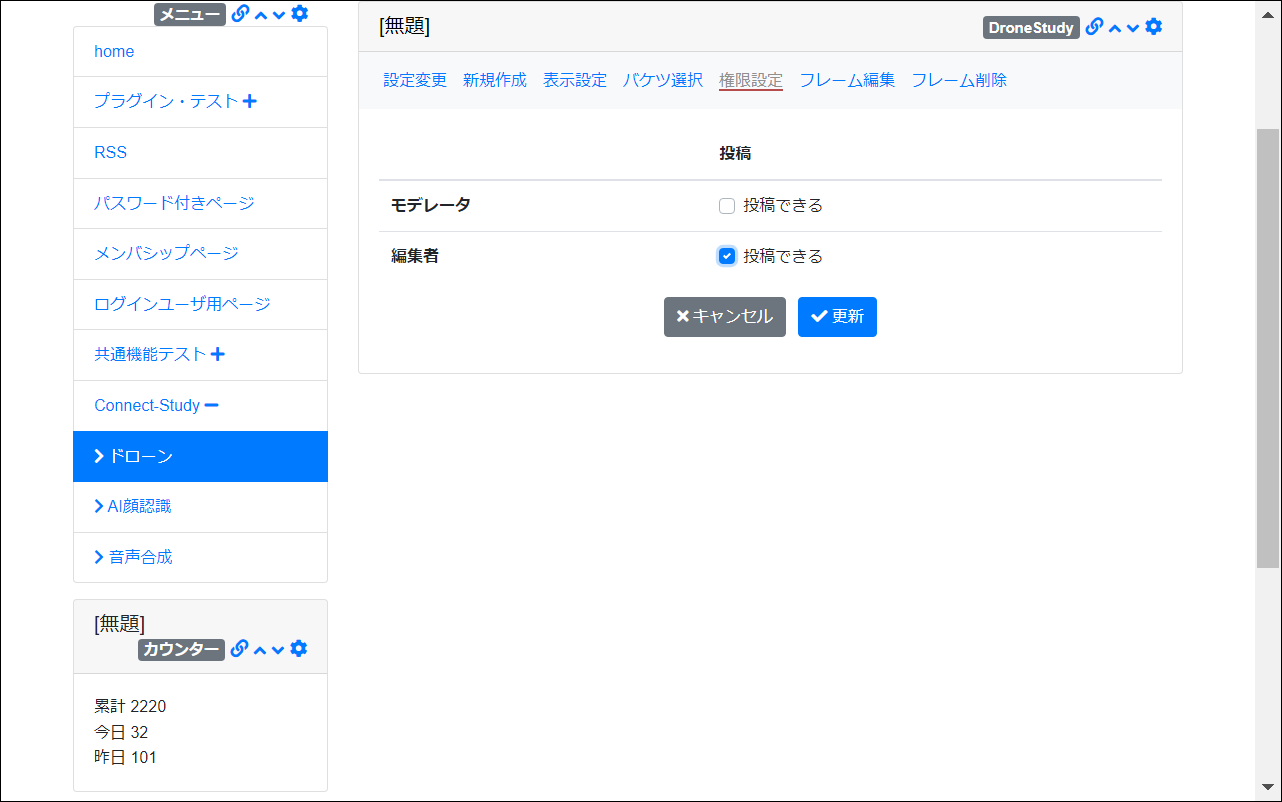 メニュー
home
プラグイン・テスト
RSS
パスワード付きページ
メンバシップページ
ログインユーザ用ページ
共通機能テスト
Connect-Study
ドローン
AI顔認識
音声合成
[無題]
カウンター
累計 2220
今日 32
昨日 101
[無題]
DroneStudy
設定変更 新規作成 表示設定 バケツ選択 権限設定 フレーム編集 フレーム削除
投稿
モデレータ 投稿できる
編集者 投稿できる
キャンセル 更新